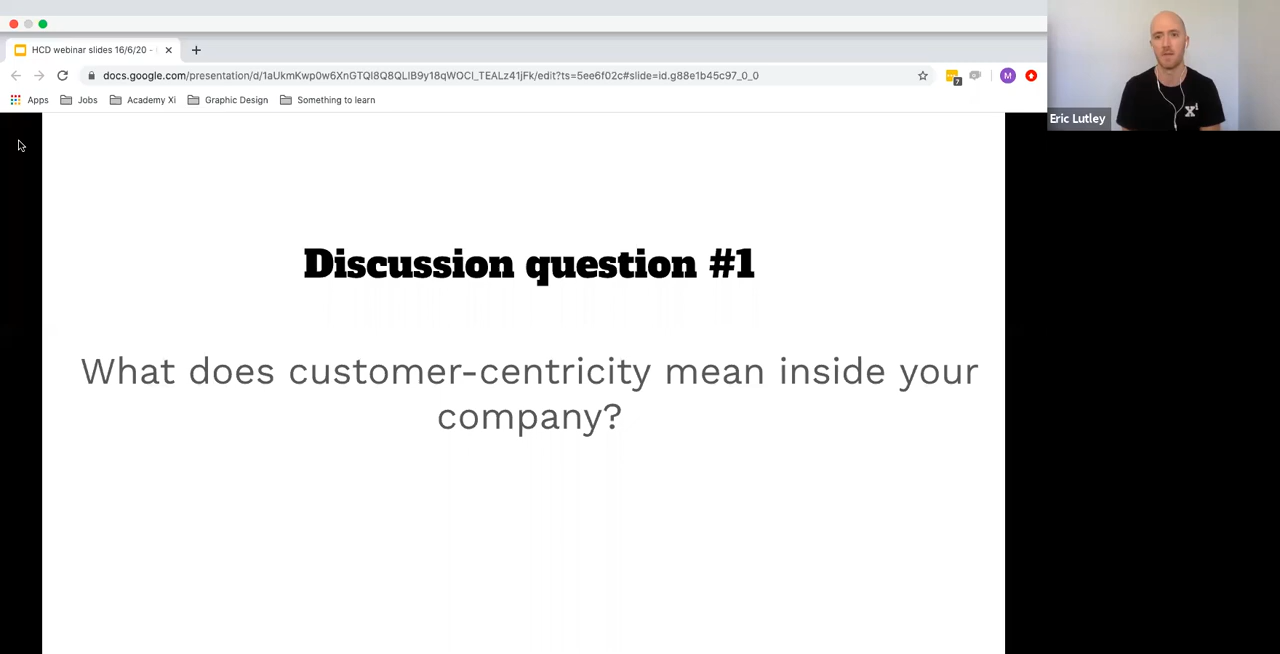 HCD webinar slides 16/6/20 -
docs.google.com/presentation/d/1aUkmKwp0w6XnGTQI8Q8QLIB9y18qWOCI_TEALz41jFk/edit?ts=5ee6f02c#slide=id.g88e1b45c97_0_0
7
M
Apps
Jobs
Academy Xi
Graphic Design
Something to learn
Xi
Eric Lutley
Discussion question #1
What does customer-centricity mean inside your
company?